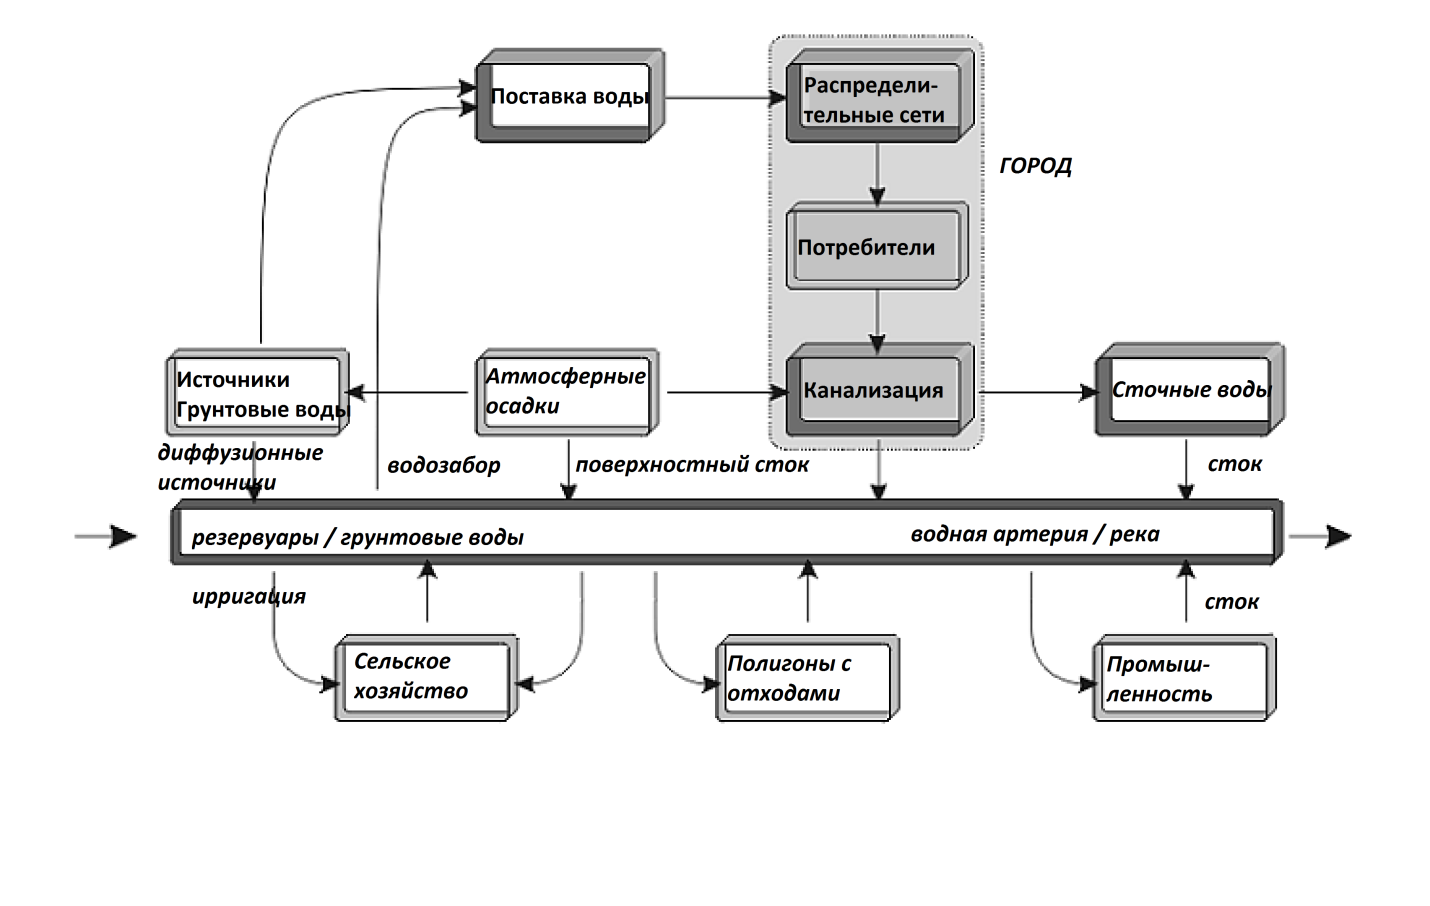 Поставка воды
Распредели-
тельные сети
ГОРОД
Потребители
Источники
Грунтовые воды
Атмосферные
осадки
Канализация
Сточные воды
диффузионные
источники
водозабор
поверхностный сток
сток
резервуары / грунтовые воды
водная артерия / река
ирригация
сток
Сельское
хозяйство
Полигоны с
отходами
Промыш-
ленность